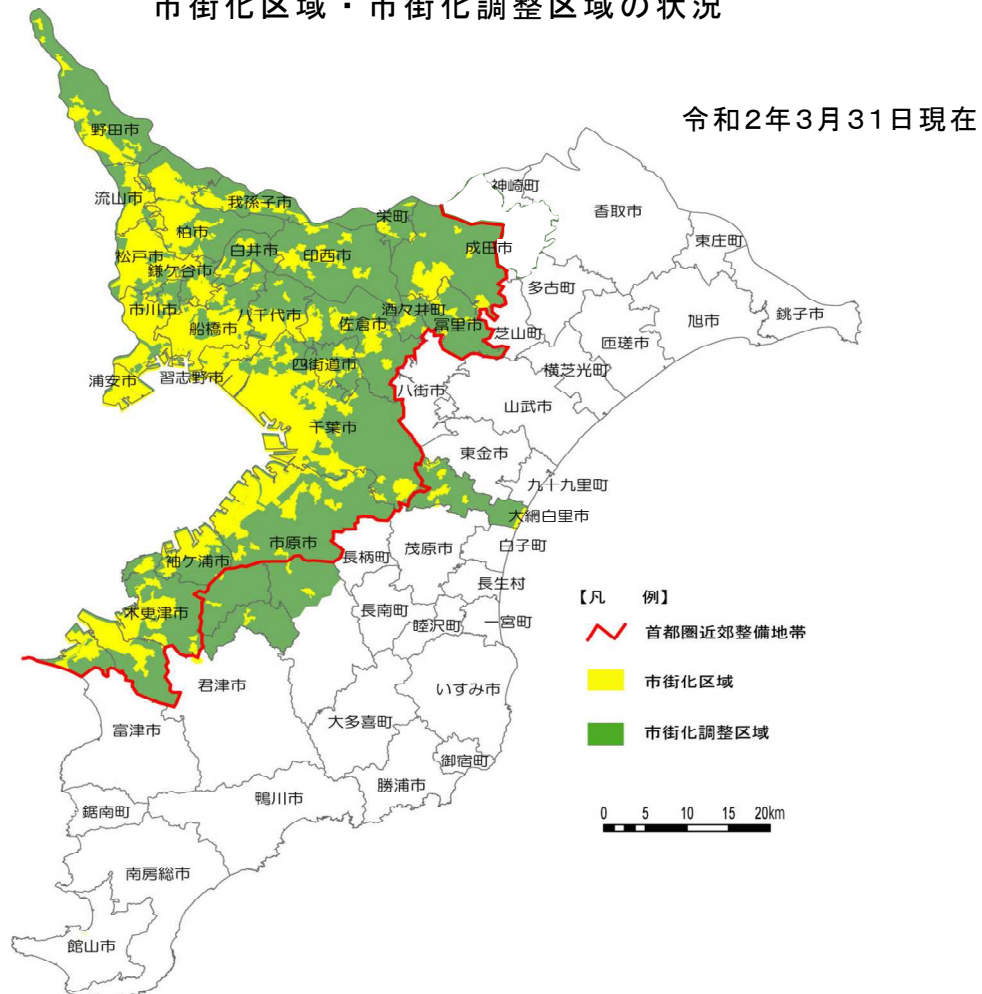 市街化区域・市街化調整区域の状況
令和2年3月31日現在
野田市
流山市
我孫子市
柏市
栄町
神崎町
香取市
東庄町
銚子市
松戸市
鎌ケ谷市
白井市
印西市
成田市
多古町
旭市
匝瑳市
市川市
船橋市
八千代市
佐倉市
酒々井町
富里市
芝山町
横芝光町
浦安市
習志野市
四街道市
八街市
山武市
千葉市
東金市
九十九里町
大網白里市
市原市
長柄町
茂原市
白子町
袖ケ浦市
長生村
木更津市
長南町
睦沢町
一宮町
君津市
いすみ市
富津市
大多喜町
御宿町
勝浦市
鴨川市
鋸南町
南房総市
館山市
【凡 例】
首都圏近郊整備地帯
市街化区域
市街化調整区域
0 5 10 15 20km